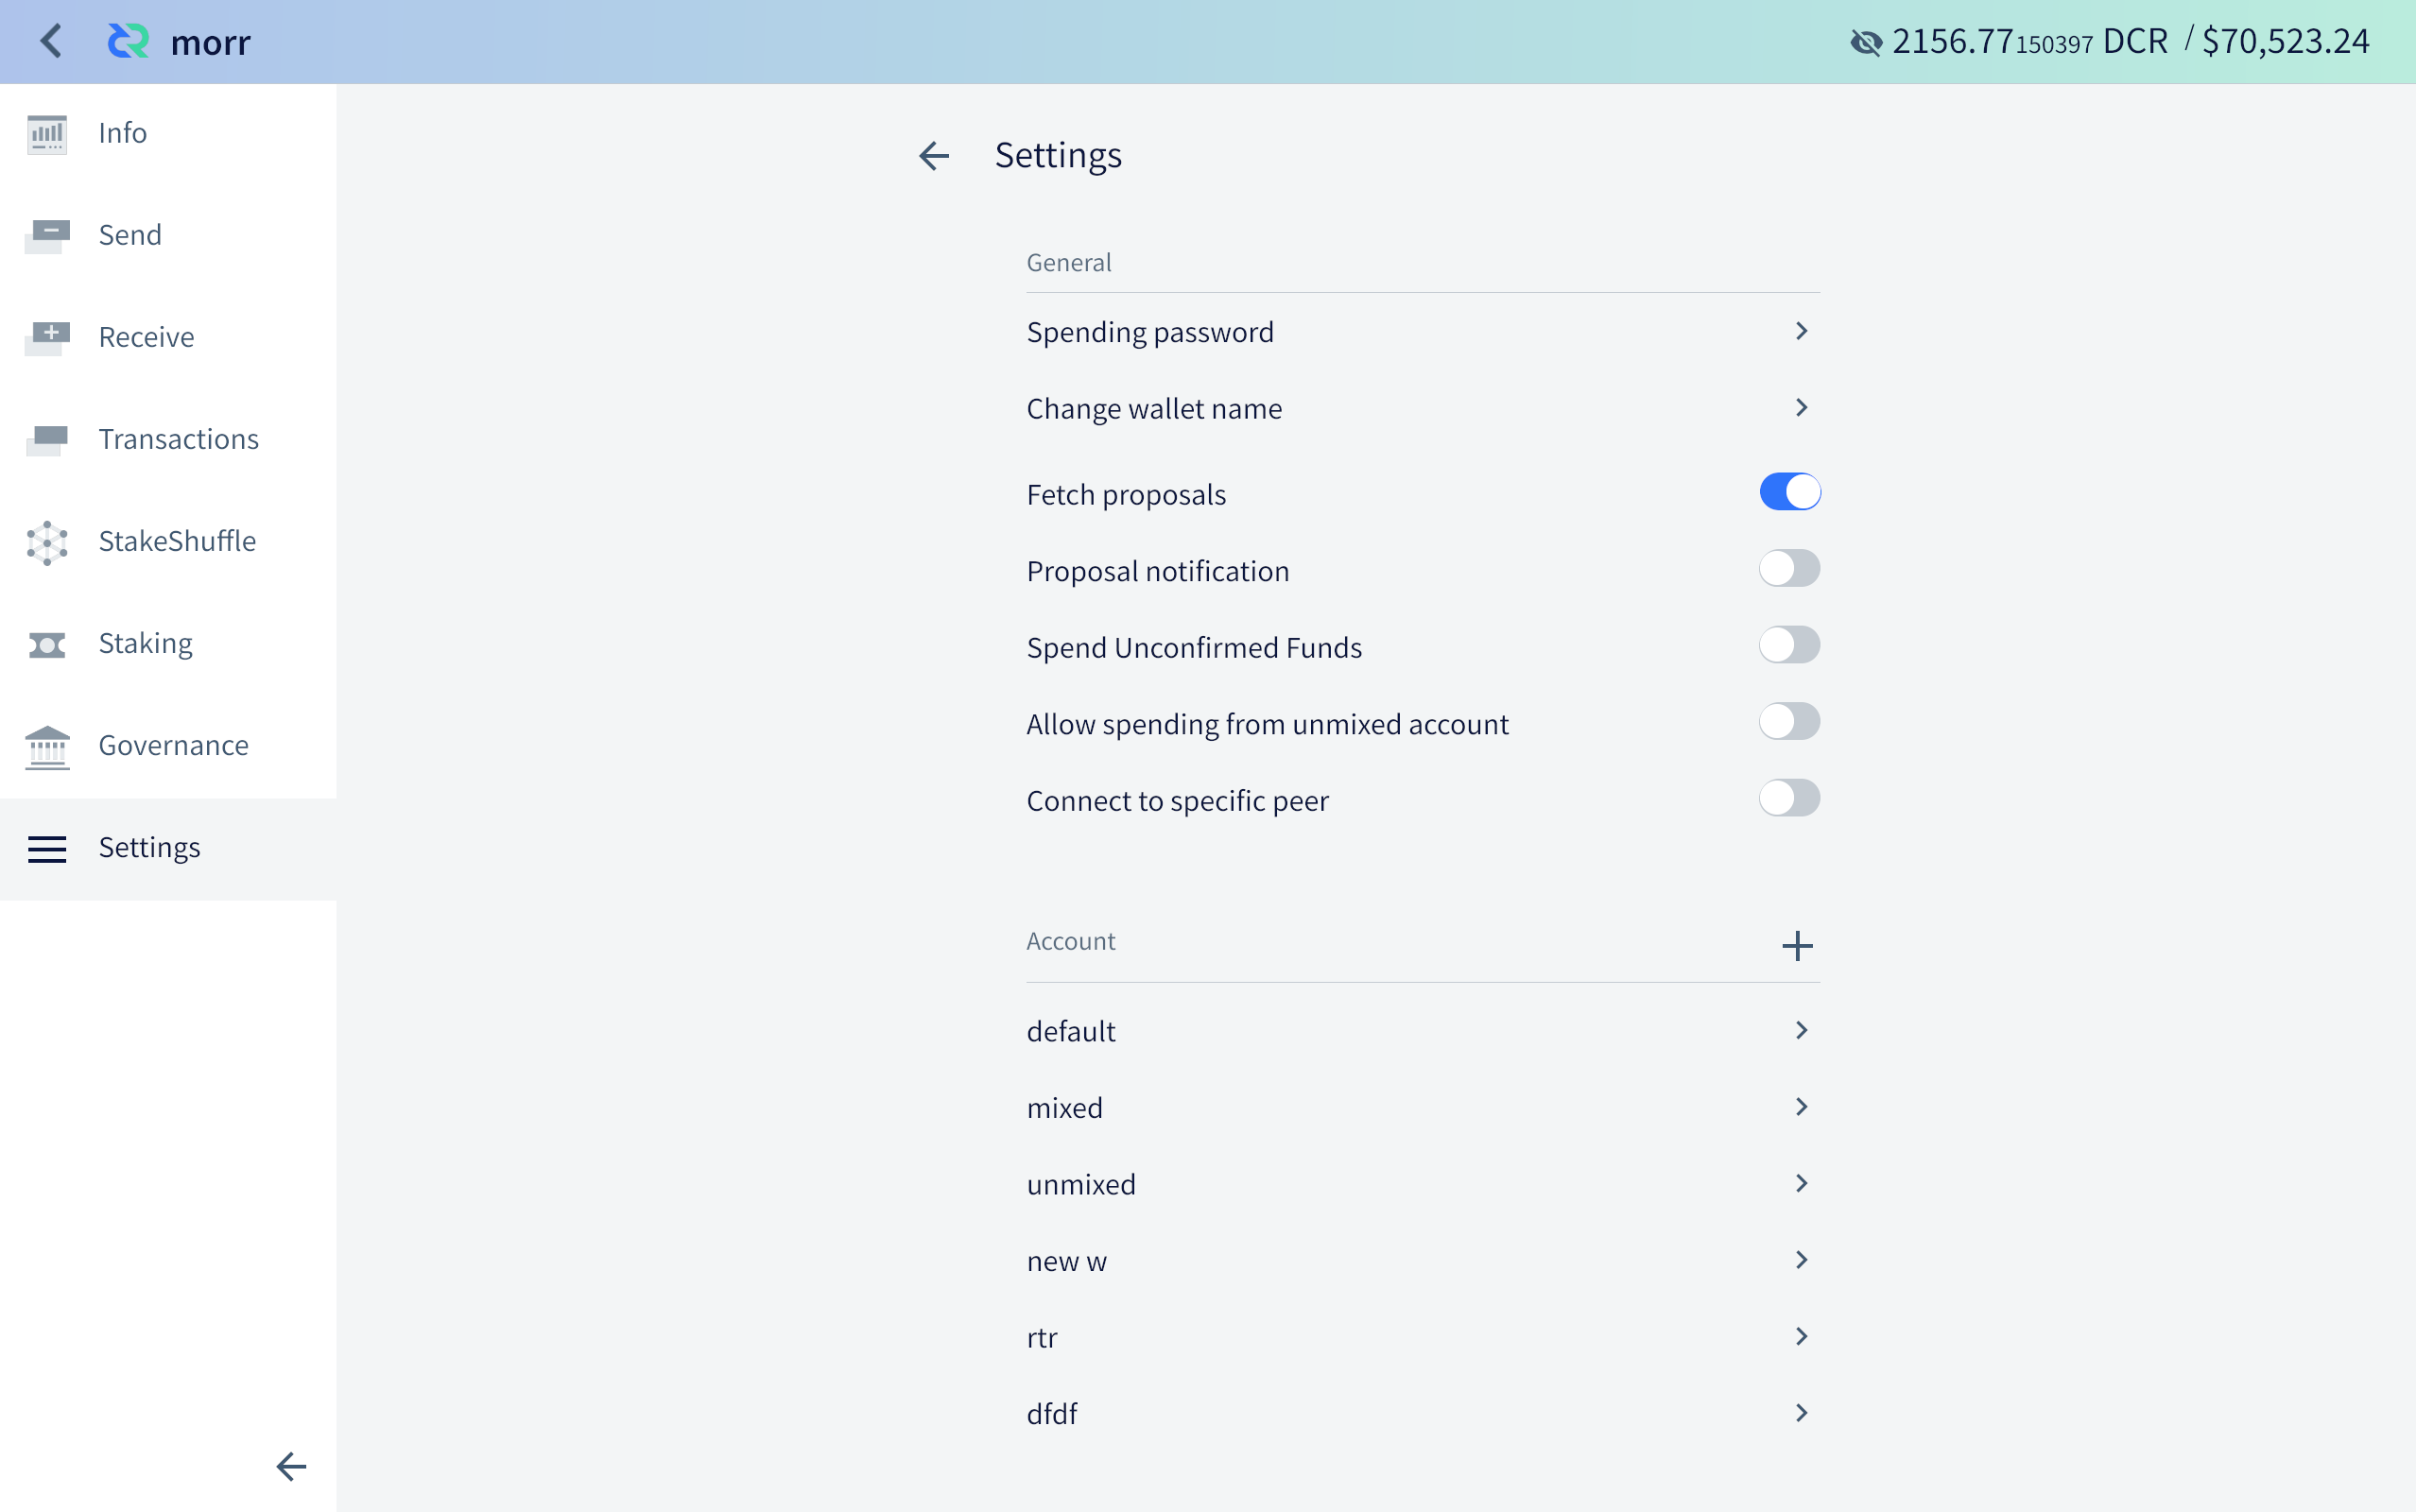 morr
2156.77150397 DCR / $70,523.24
Info
Send
Receive
Transactions
StakeShuffle
Staking
Governance
Settings
Settings
General
Spending password
Change wallet name
Fetch proposals
Proposal notification
Spend Unconfirmed Funds
Allow spending from unmixed account
Connect to specific peer
Account
default
mixed
unmixed
new w
rtr
dfdf